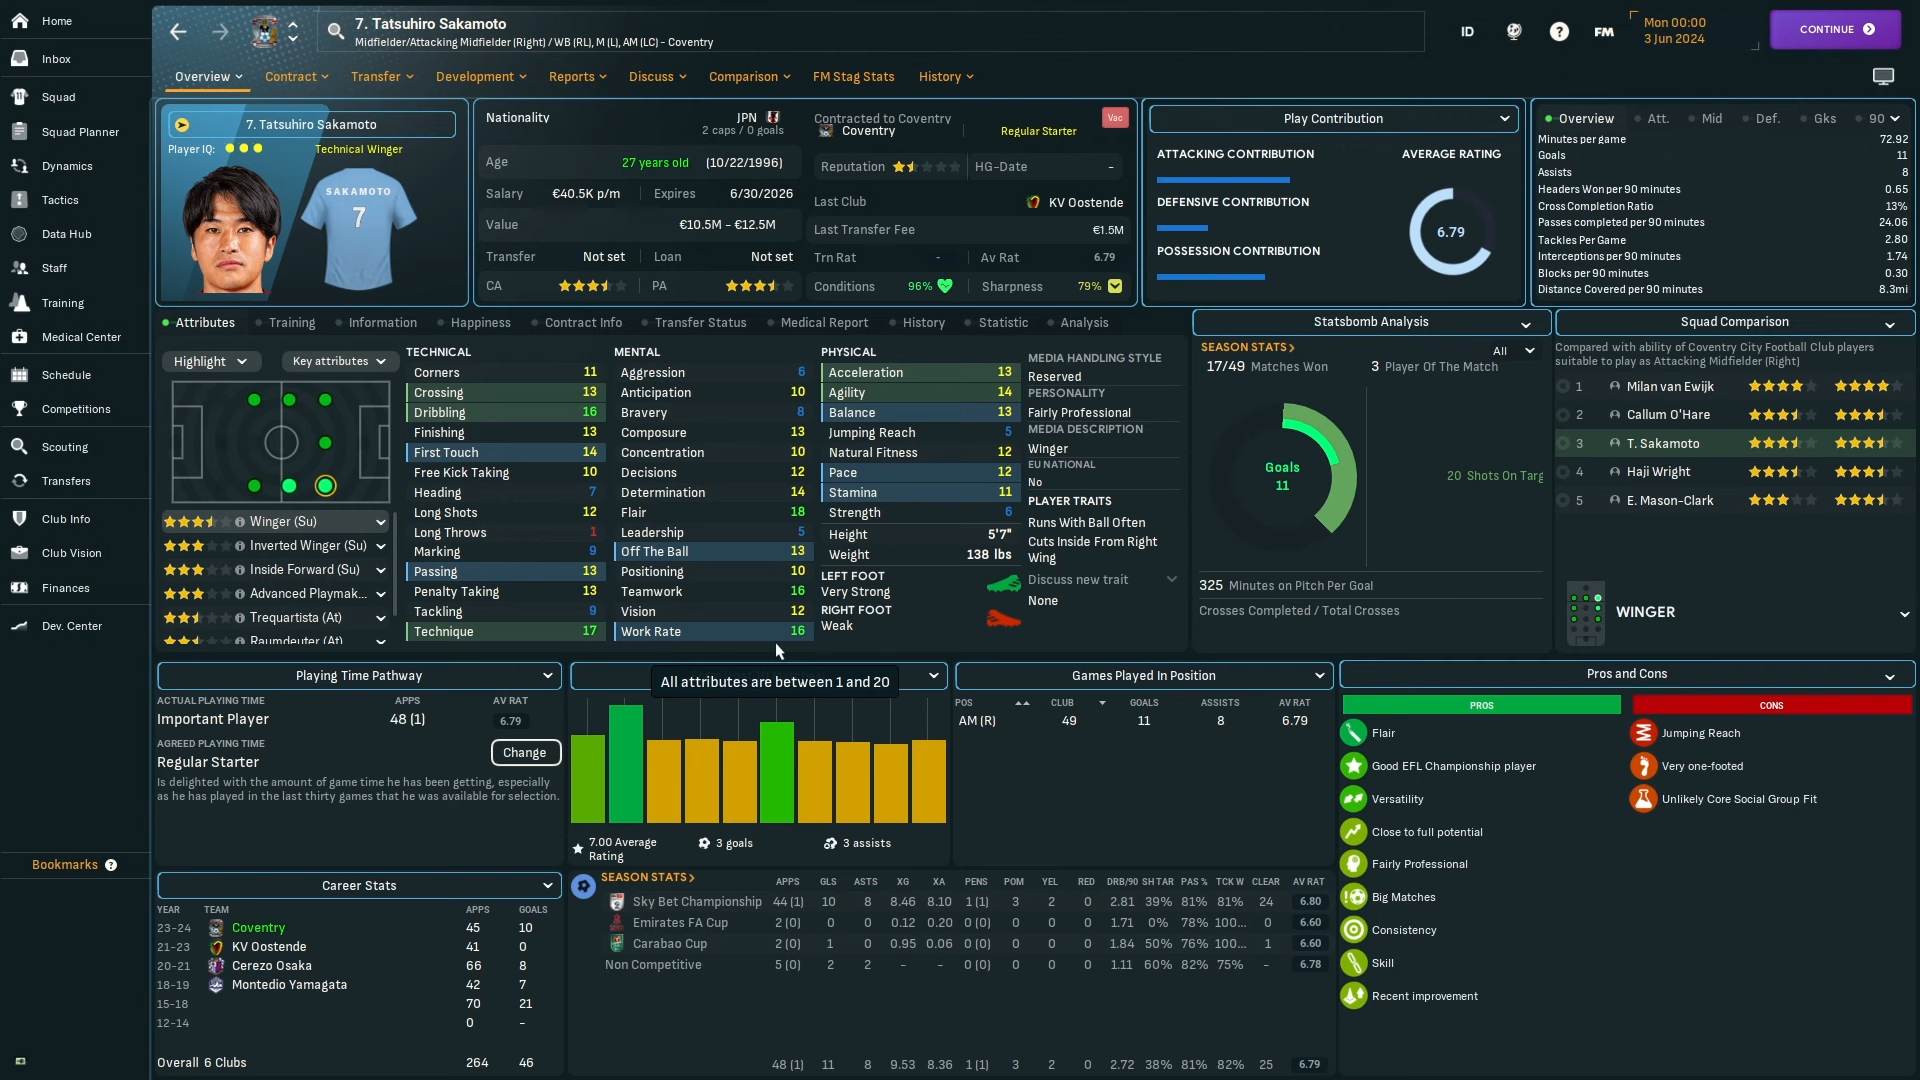 Home
Inbox
Squad
Squad Planner
Dynamics
Tactics
Data Hub
Staff
Training
Medical Center
Schedule
Competitions
Scouting
Transfers
Club Info
Club Vision
Finances
Dev. Center
Bookmarks ?
7. Tatsuhiro Sakamoto
Midfielder/Attacking Midfielder (Right) / WB (RL), M (L), AM (LC) - Coventry
ID ? FM
Mon 00:00
3 Jun 2024
CONTINUE
Overview Contract Transfer Development Reports Discuss Comparison FM Stag Stats History
7. Tatsuhiro Sakamoto
Player IQ:
Technical Winger
SAKAMOTO
7
Nationality JPN
2 caps / 0 goals
Age 27 years old (10/22/1996)
Salary €40.5K p/m Expires 6/30/2026
Value €10.5M - €12.5M
Transfer Not set Loan Not set
CA PA
Contracted to Coventry
Coventry Regular Starter
Vac
Reputation HG-Date -
Last Club KV Oostende
Last Transfer Fee €1.5M
Trn Rat - Av Rat 6.79
Conditions 96% Sharpness 79%
Play Contribution
ATTACKING CONTRIBUTION
DEFENSIVE CONTRIBUTION
POSSESSION CONTRIBUTION
AVERAGE RATING
6.79
Overview Att. Mid Def. Gks 90
Minutes per game 72.92
Goals 11
Assists 8
Headers Won per 90 minutes 0.65
Cross Completion Ratio 13%
Passes completed per 90 minutes 24.06
Tackles Per Game 2.80
Interceptions per 90 minutes 1.74
Blocks per 90 minutes 0.30
Distance Covered per 90 minutes 8.3mi
Attributes Training Information Happiness Contract Info Transfer Status Medical Report History Statistic Analysis
Highlight Key attributes
Winger (Su)
Inverted Winger (Su)
Inside Forward (Su)
Advanced Playmak...
Trequartista (At)
Raumdeuter (At)
TECHNICAL
Corners 11
Crossing 13
Dribbling 16
Finishing 13
First Touch 14
Free Kick Taking 10
Heading 7
Long Shots 12
Long Throws 1
Marking 9
Passing 13
Penalty Taking 13
Tackling 9
Technique 17
MENTAL
Aggression 6
Anticipation 10
Bravery 8
Composure 13
Concentration 10
Decisions 12
Determination 14
Flair 18
Leadership 5
Off The Ball 13
Positioning 10
Teamwork 16
Vision 12
Work Rate 16
PHYSICAL
Acceleration 13
Agility 14
Balance 13
Jumping Reach 5
Natural Fitness 12
Pace 12
Stamina 11
Strength 6
Height 5'7"
Weight 138 lbs
LEFT FOOT
Very Strong
RIGHT FOOT
Weak
MEDIA HANDLING STYLE
Reserved
PERSONALITY
Fairly Professional
MEDIA DESCRIPTION
Winger
EU NATIONAL
No
PLAYER TRAITS
Runs With Ball Often
Cuts Inside From Right
Wing
Discuss new trait
None
Statsbomb Analysis
SEASON STATS >
All
17/49 Matches Won 3 Player Of The Match
Goals
11
20 Shots On Targ
325 Minutes on Pitch Per Goal
Crosses Completed / Total Crosses
Squad Comparison
Compared with ability of Coventry City Football Club players
suitable to play as Attacking Midfielder (Right)
1 Milan van Ewijk
2 Callum O'Hare
3 T. Sakamoto
4 Haji Wright
5 E. Mason-Clark
WINGER
Playing Time Pathway
ACTUAL PLAYING TIME APPS AV RAT
Important Player 48 (1) 6.79
AGREED PLAYING TIME
Regular Starter
Change
Is delighted with the amount of game time he has been getting, especially
as he has played in the last thirty games that he was available for selection.
All attributes are between 1 and 20
7.00 Average
Rating
3 goals
3 assists
Games Played In Position
POS CLUB GOALS ASSISTS AV RAT
AM (R) 49 11 8 6.79
Pros and Cons
PROS
Flair
Good EFL Championship player
Versatility
Close to full potential
Fairly Professional
Big Matches
Consistency
Skill
Recent improvement
CONS
Jumping Reach
Very one-footed
Unlikely Core Social Group Fit
Career Stats
YEAR TEAM APPS GOALS
23-24 Coventry 45 10
21-23 KV Oostende 41 0
20-21 Cerezo Osaka 66 8
18-19 Montedio Yamagata 42 7
15-18 70 21
12-14 0 -
Overall 6 Clubs 264 46
SEASON STATS > APPS GLS ASTS XG XA PENS POM YEL RED DRB/90 SH TAR PAS % TCK W CLEAR AV RAT
Sky Bet Championship 44 (1) 10 8 8.46 8.10 1 (1) 3 2 0 2.81 39% 81% 81% 24 6.80
Emirates FA Cup 2 (0) 0 0 0.12 0.20 0 (0) 0 0 0 1.71 0% 78% 100... 0 6.60
Carabao Cup 2 (0) 1 0 0.95 0.06 0 (0) 0 0 0 1.84 50% 76% 100... 1 6.60
Non Competitive 5 (0) 2 2 - - 0 (0) 0 0 0 1.11 60% 82% 75% - 6.78
48 (1) 11 8 9.53 8.36 1 (1) 3 2 0 2.72 38% 81% 82% 25 6.79